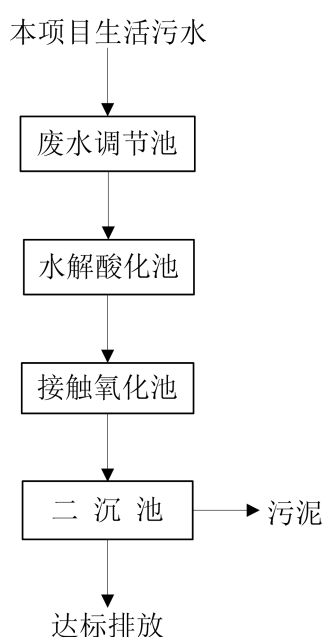 本项目生活污水
废水调节池
水解酸化池
接触氧化池
二 沉 池
污泥
达标排放